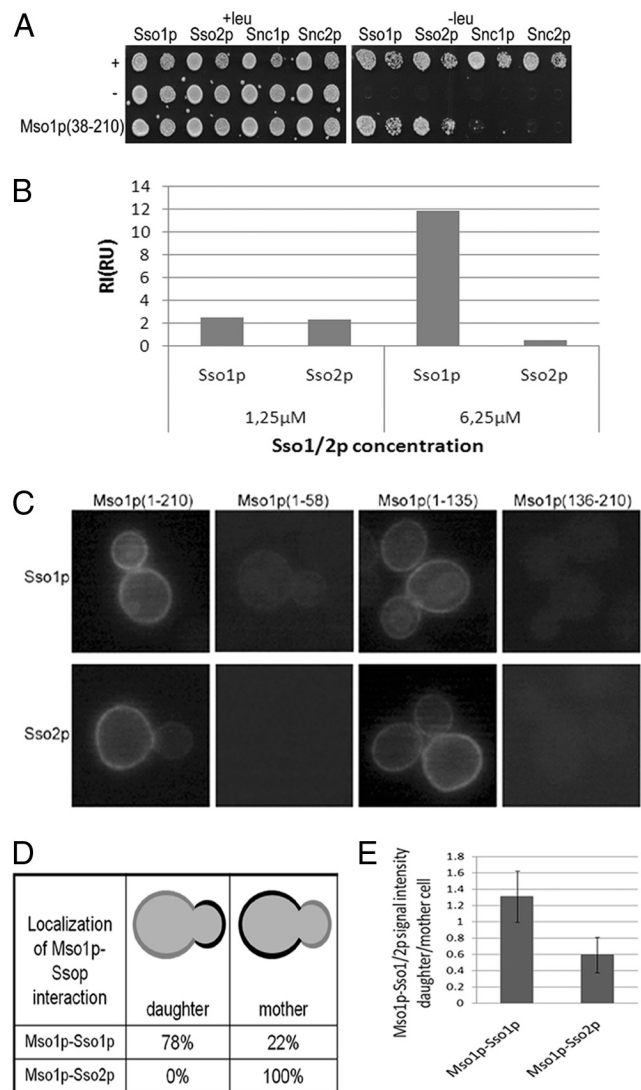 A
+leu
-leu
Sso1p Sso2p Snc1p Snc2p
Sso1p Sso2p Snc1p Snc2p
+
-
Mso1p(38-210)
B
14
12
10
8
6
4
2
0
RI(RU)
Sso1p
Sso2p
Sso1p
Sso2p
1,25µM
6,25µM
Sso1/2p concentration
C
Mso1p(1-210)
Mso1p(1-58)
Mso1p(1-135)
Mso1p(136-210)
Sso1p
Sso2p
D
Localization
of Mso1p-
Ssop
interaction
daughter
mother
Mso1p-Sso1p
78%
22%
Mso1p-Sso2p
0%
100%
E
Mso1p-Sso1/2p signal intensity
daughter/mother cell
1.8
1.6
1.4
1.2
1
0.8
0.6
0.4
0.2
0
Mso1p-Sso1p
Mso1p-Sso2p